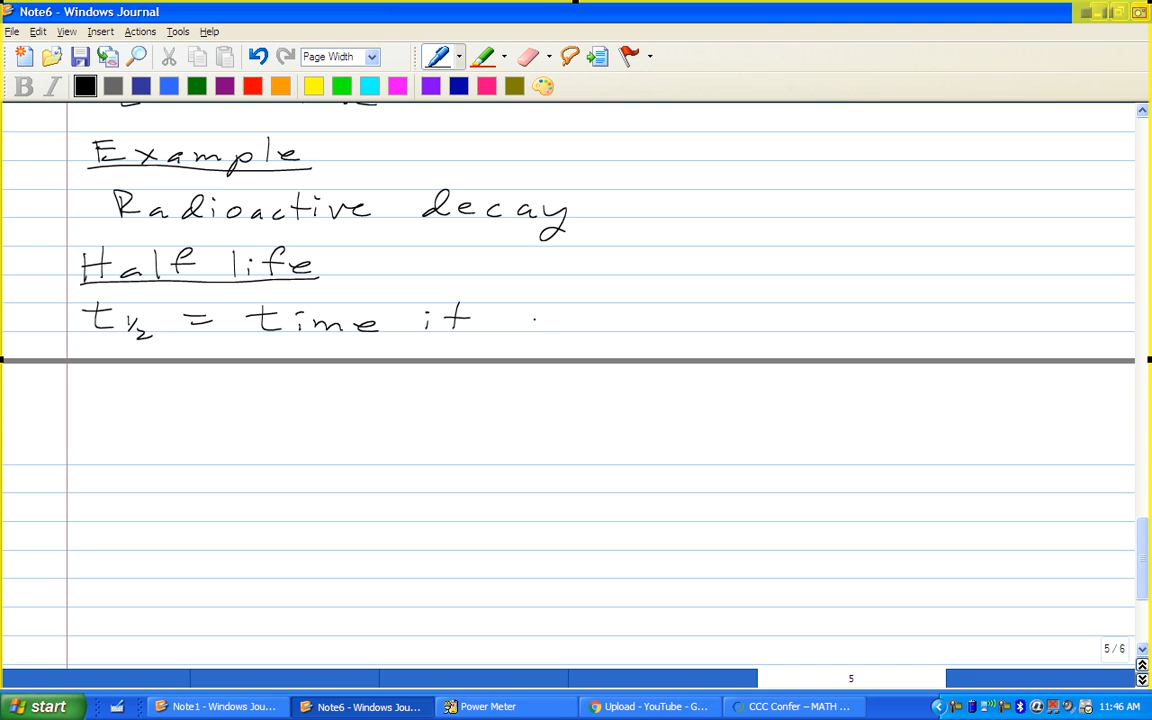 Note6 - Windows Journal
File Edit View Insert Actions Tools Help
Page Width
B I
Example
Radioactive decay
Half life
t½ = time it
5 / 6
5
start Note1 - Windows Jou... Note6 - Windows Jou... Power Meter Upload - YouTube - G... CCC Confer – MATH ... 11:46 AM